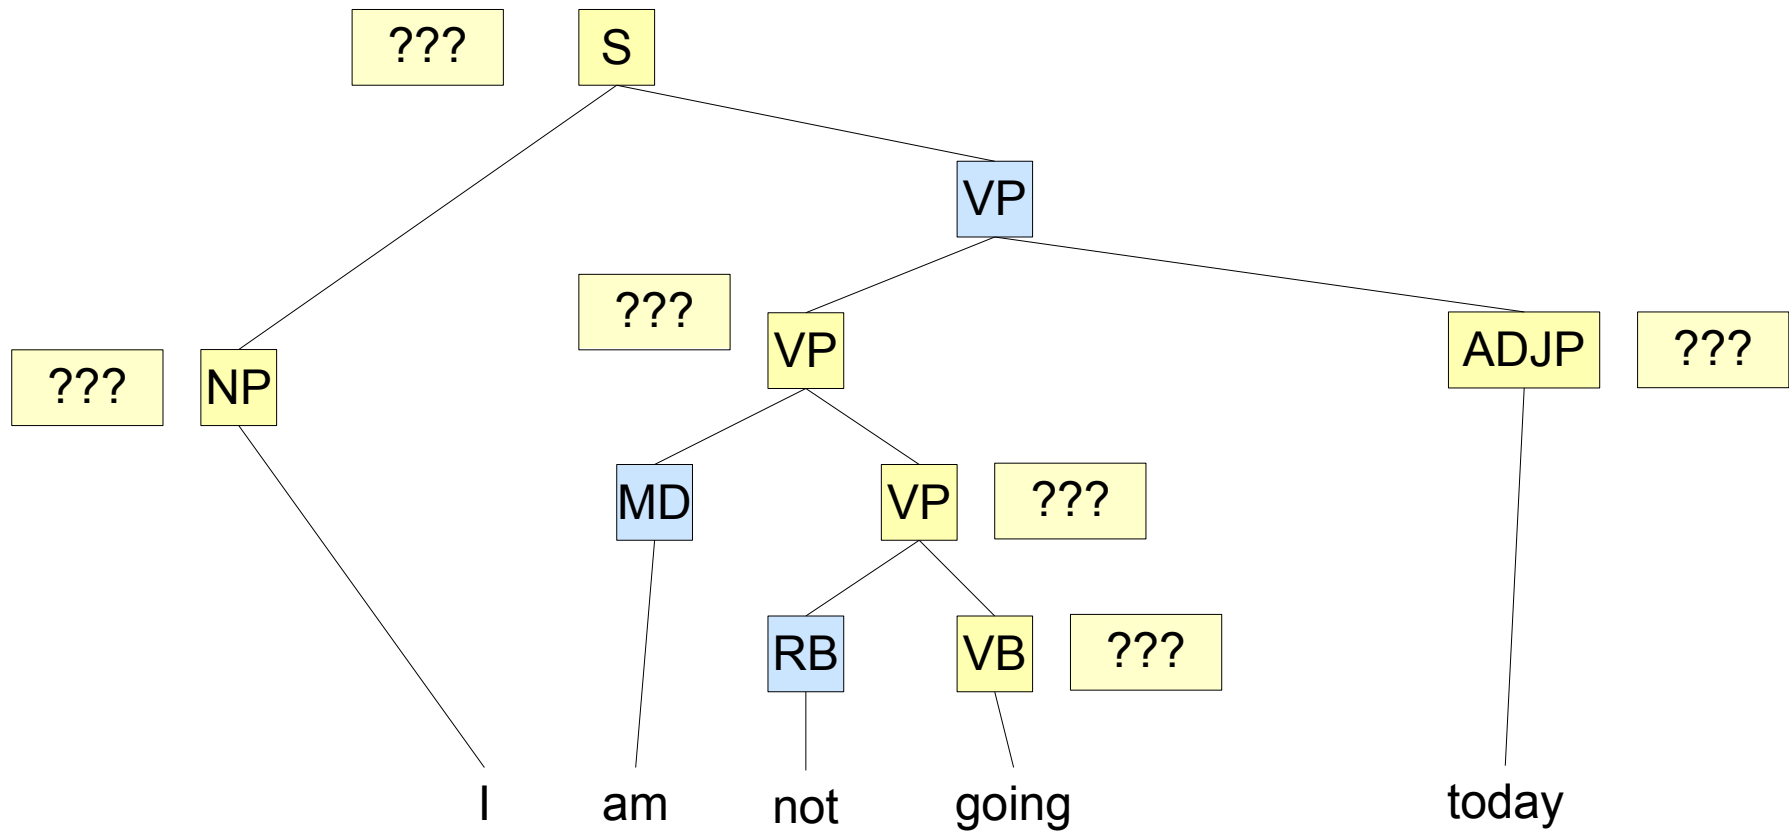 ??? S
VP
???
VP
ADJP ???
??? NP
MD VP ???
RB VB ???
I am not going today